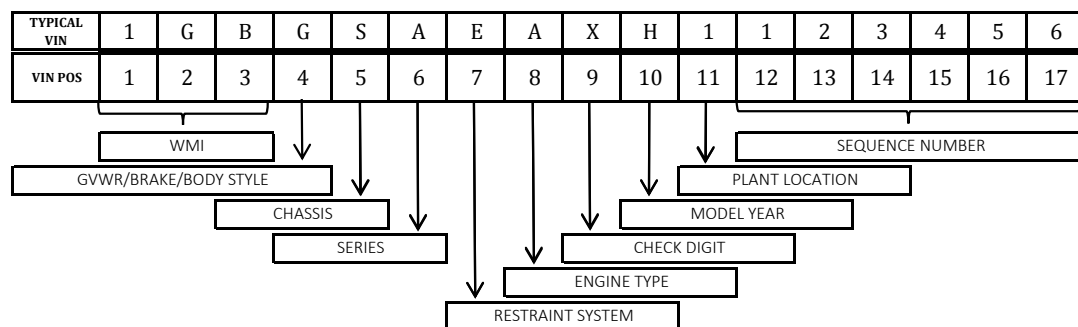 TYPICAL VIN 1 G B G S A E A X H 1 1 2 3 4 5 6
VIN POS 1 2 3 4 5 6 7 8 9 10 11 12 13 14 15 16 17
WMI SEQUENCE NUMBER
GVWR/BRAKE/BODY STYLE PLANT LOCATION
CHASSIS MODEL YEAR
SERIES CHECK DIGIT
ENGINE TYPE
RESTRAINT SYSTEM